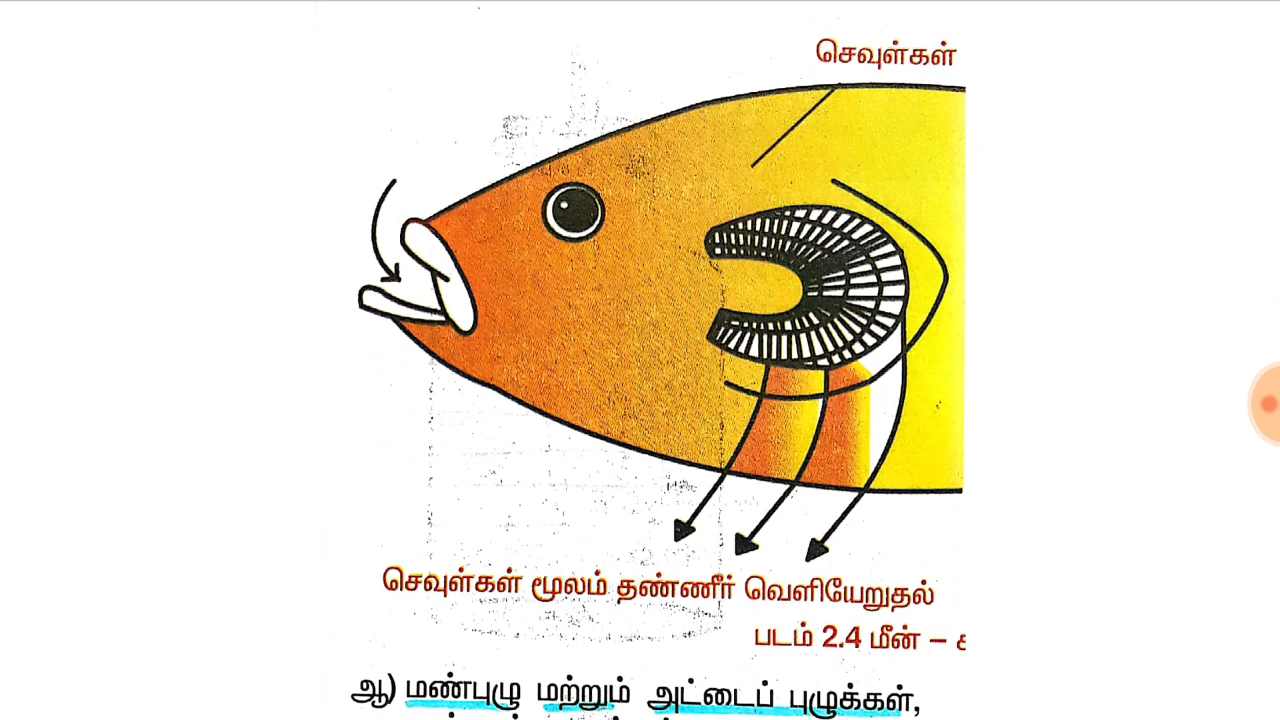 செவுள்கள்
செவுள்கள் மூலம் தண்ணீர் வெளியேறுதல்
படம் 2.4 மீன் –
ஆ) மண்புழு மற்றும் அட்டைப் புழுக்கள்,